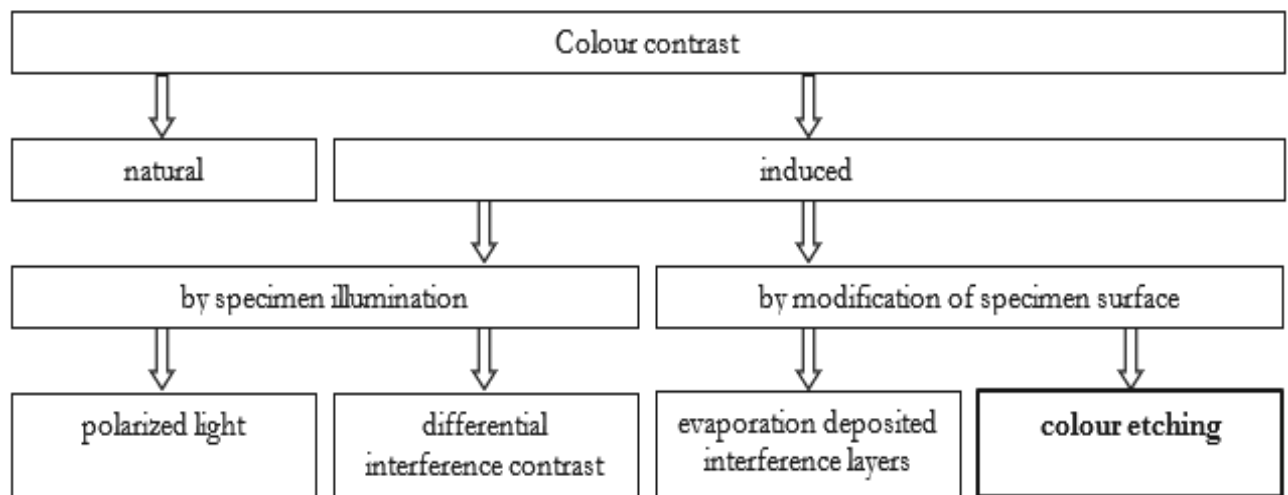 Colour contrast
natural
induced
by specimen illumination
by modification of specimen surface
polarized light
differential
interference contrast
evaporation deposited
interference layers
colour etching